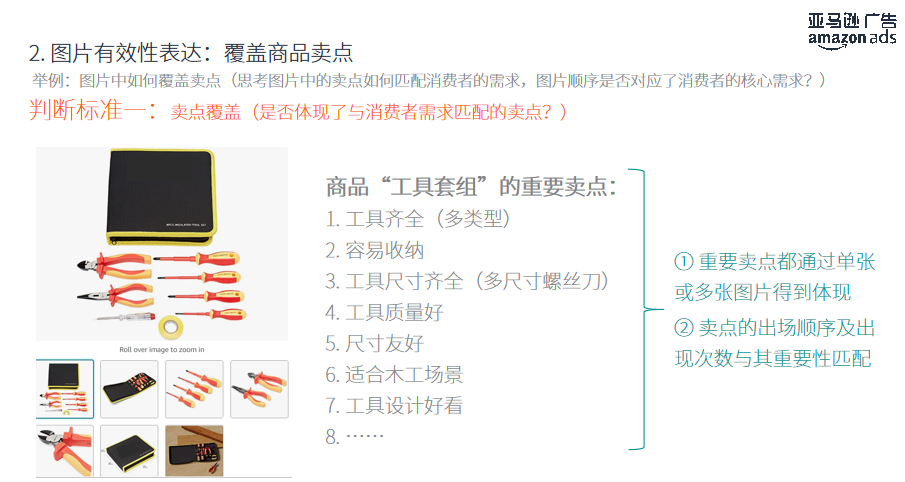 亚马逊广告
amazon ads
2. 图片有效性表达：覆盖商品卖点
举例：图片中如何覆盖卖点（思考图片中的卖点如何匹配消费者的需求，图片顺序是否对应了消费者的核心需求？）
判断标准一：卖点覆盖（是否体现了与消费者需求匹配的卖点？）
Roll over image to zoom in
商品“工具套组”的重要卖点：
1. 工具齐全（多类型）
2. 容易收纳
3. 工具尺寸齐全（多尺寸螺丝刀）
4. 工具质量好
5. 尺寸友好
6. 适合木工场景
7. 工具设计好看
8. ……
① 重要卖点都通过单张
或多张图片得到体现
② 卖点的出场顺序及出
现次数与其重要性匹配